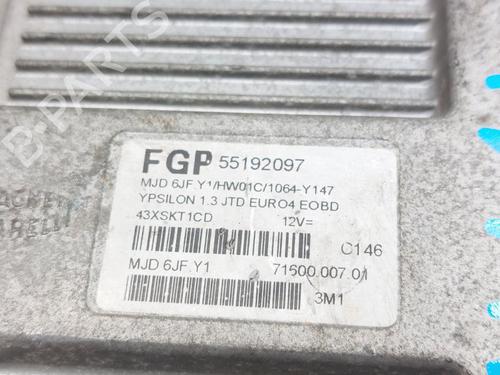 B-PARTS
FGP 55192097
MJD 6JF Y1/HW01C/1064-Y147
YPSILON 1.3 JTD EURO4 EOBD
43XSKT1CD 12V=
C146
MJD 6JF.Y1 71600.007.01
3M1